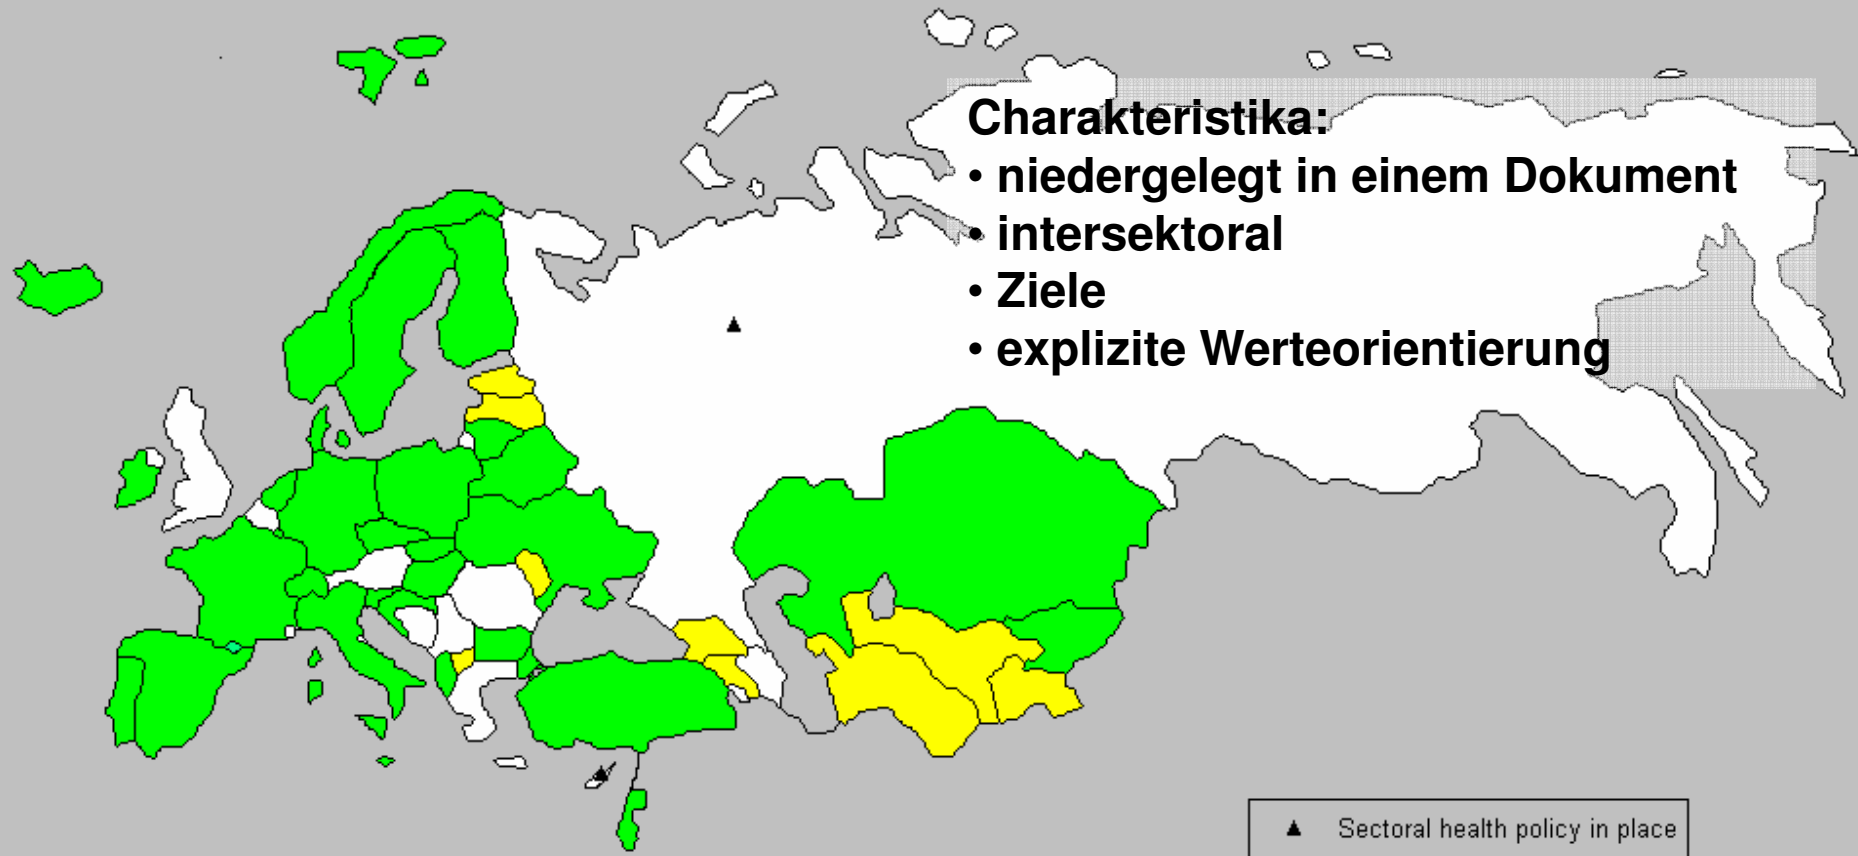 Charakteristika:
• niedergelegt in einem Dokument
• intersektoral
• Ziele
• explizite Werteorientierung
▲ Sectoral health policy in place